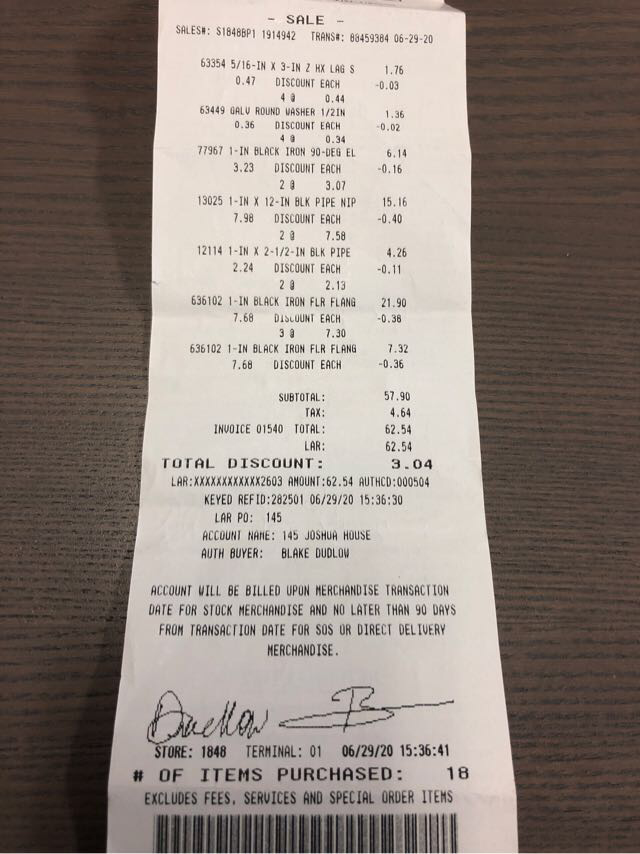 - SALE -
SALES#: S1848BP1 1914942 TRANS#: 88459384 06-29-20
63354 5/16-IN X 3-IN Z HX LAG S 1.76
0.47 DISCOUNT EACH -0.03
4 @ 0.44
63449 GALV ROUND WASHER 1/2IN 1.36
0.36 DISCOUNT EACH -0.02
4 @ 0.34
77967 1-IN BLACK IRON 90-DEG EL 6.14
3.23 DISCOUNT EACH -0.16
2 @ 3.07
13025 1-IN X 12-IN BLK PIPE NIP 15.16
7.98 DISCOUNT EACH -0.40
2 @ 7.58
12114 1-IN X 2-1/2-IN BLK PIPE 4.26
2.24 DISCOUNT EACH -0.11
2 @ 2.13
636102 1-IN BLACK IRON FLR FLANG 21.90
7.68 DISCOUNT EACH -0.38
3 @ 7.30
636102 1-IN BLACK IRON FLR FLANG 7.32
7.68 DISCOUNT EACH -0.36
SUBTOTAL: 57.90
TAX: 4.64
INVOICE 01540 TOTAL: 62.54
LAR: 62.54
TOTAL DISCOUNT: 3.04
LAR:XXXXXXXXXXXX2603 AMOUNT:62.54 AUTHCD:000504
KEYED REFID:282501 06/29/20 15:36:30
LAR PO: 145
ACCOUNT NAME: 145 JOSHUA HOUSE
AUTH BUYER: BLAKE DUDLOW
ACCOUNT WILL BE BILLED UPON MERCHANDISE TRANSACTION
DATE FOR STOCK MERCHANDISE AND NO LATER THAN 90 DAYS
FROM TRANSACTION DATE FOR SOS OR DIRECT DELIVERY
MERCHANDISE.
STORE: 1848 TERMINAL: 01 06/29/20 15:36:41
# OF ITEMS PURCHASED: 18
EXCLUDES FEES, SERVICES AND SPECIAL ORDER ITEMS